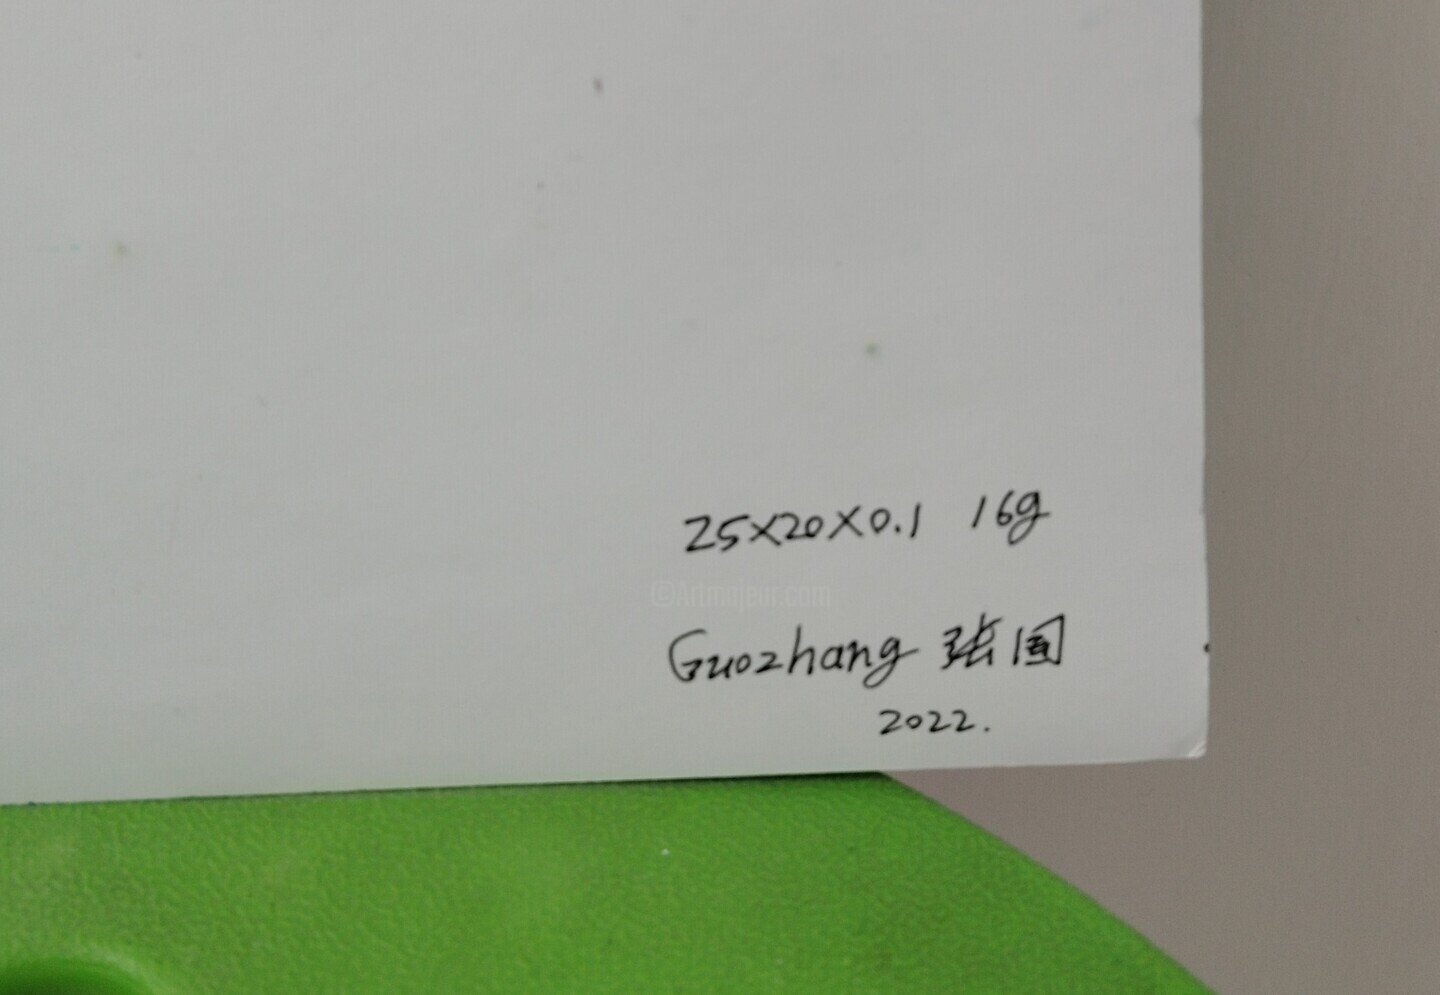 25X20X0.1 16g
©Artmajeur.com
Guozhang 张国
2022.